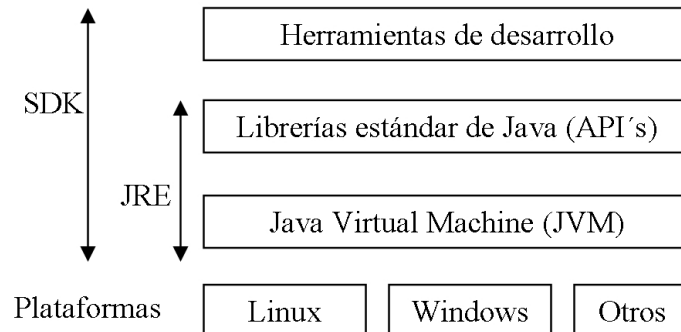 Herramientas de desarrollo
SDK
Librerías estándar de Java (API´s)
JRE
Java Virtual Machine (JVM)
Plataformas Linux Windows Otros